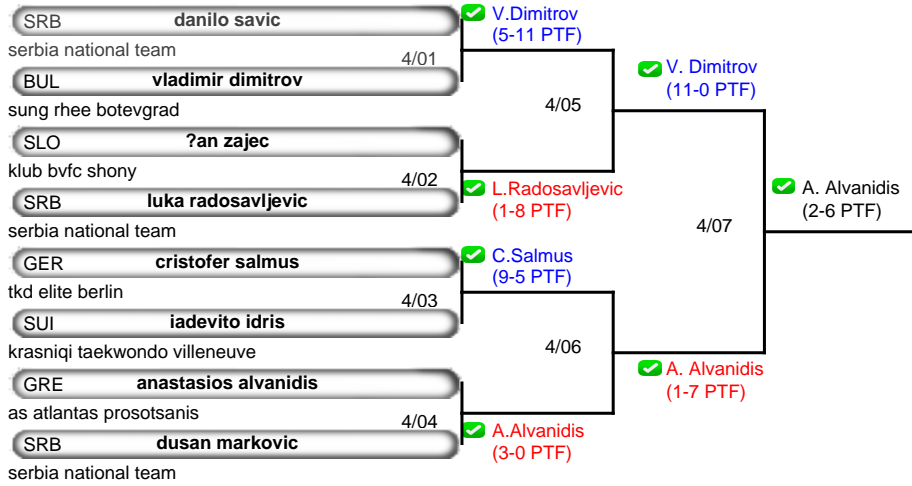 SRB danilo savic
serbia national team
4/01
BUL vladimir dimitrov
sung rhee botevgrad
SLO ?an zajec
klub bvfc shony
4/02
SRB luka radosavljevic
serbia national team
GER cristofer salmus
tkd elite berlin
4/03
SUI iadevito idris
krasniqi taekwondo villeneuve
GRE anastasios alvanidis
as atlantas prosotsanis
4/04
SRB dusan markovic
serbia national team
V.Dimitrov
(5-11 PTF)
4/05
L.Radosavljevic
(1-8 PTF)
C.Salmus
(9-5 PTF)
4/06
A.Alvanidis
(3-0 PTF)
V. Dimitrov
(11-0 PTF)
4/07
A. Alvanidis
(1-7 PTF)
A. Alvanidis
(2-6 PTF)